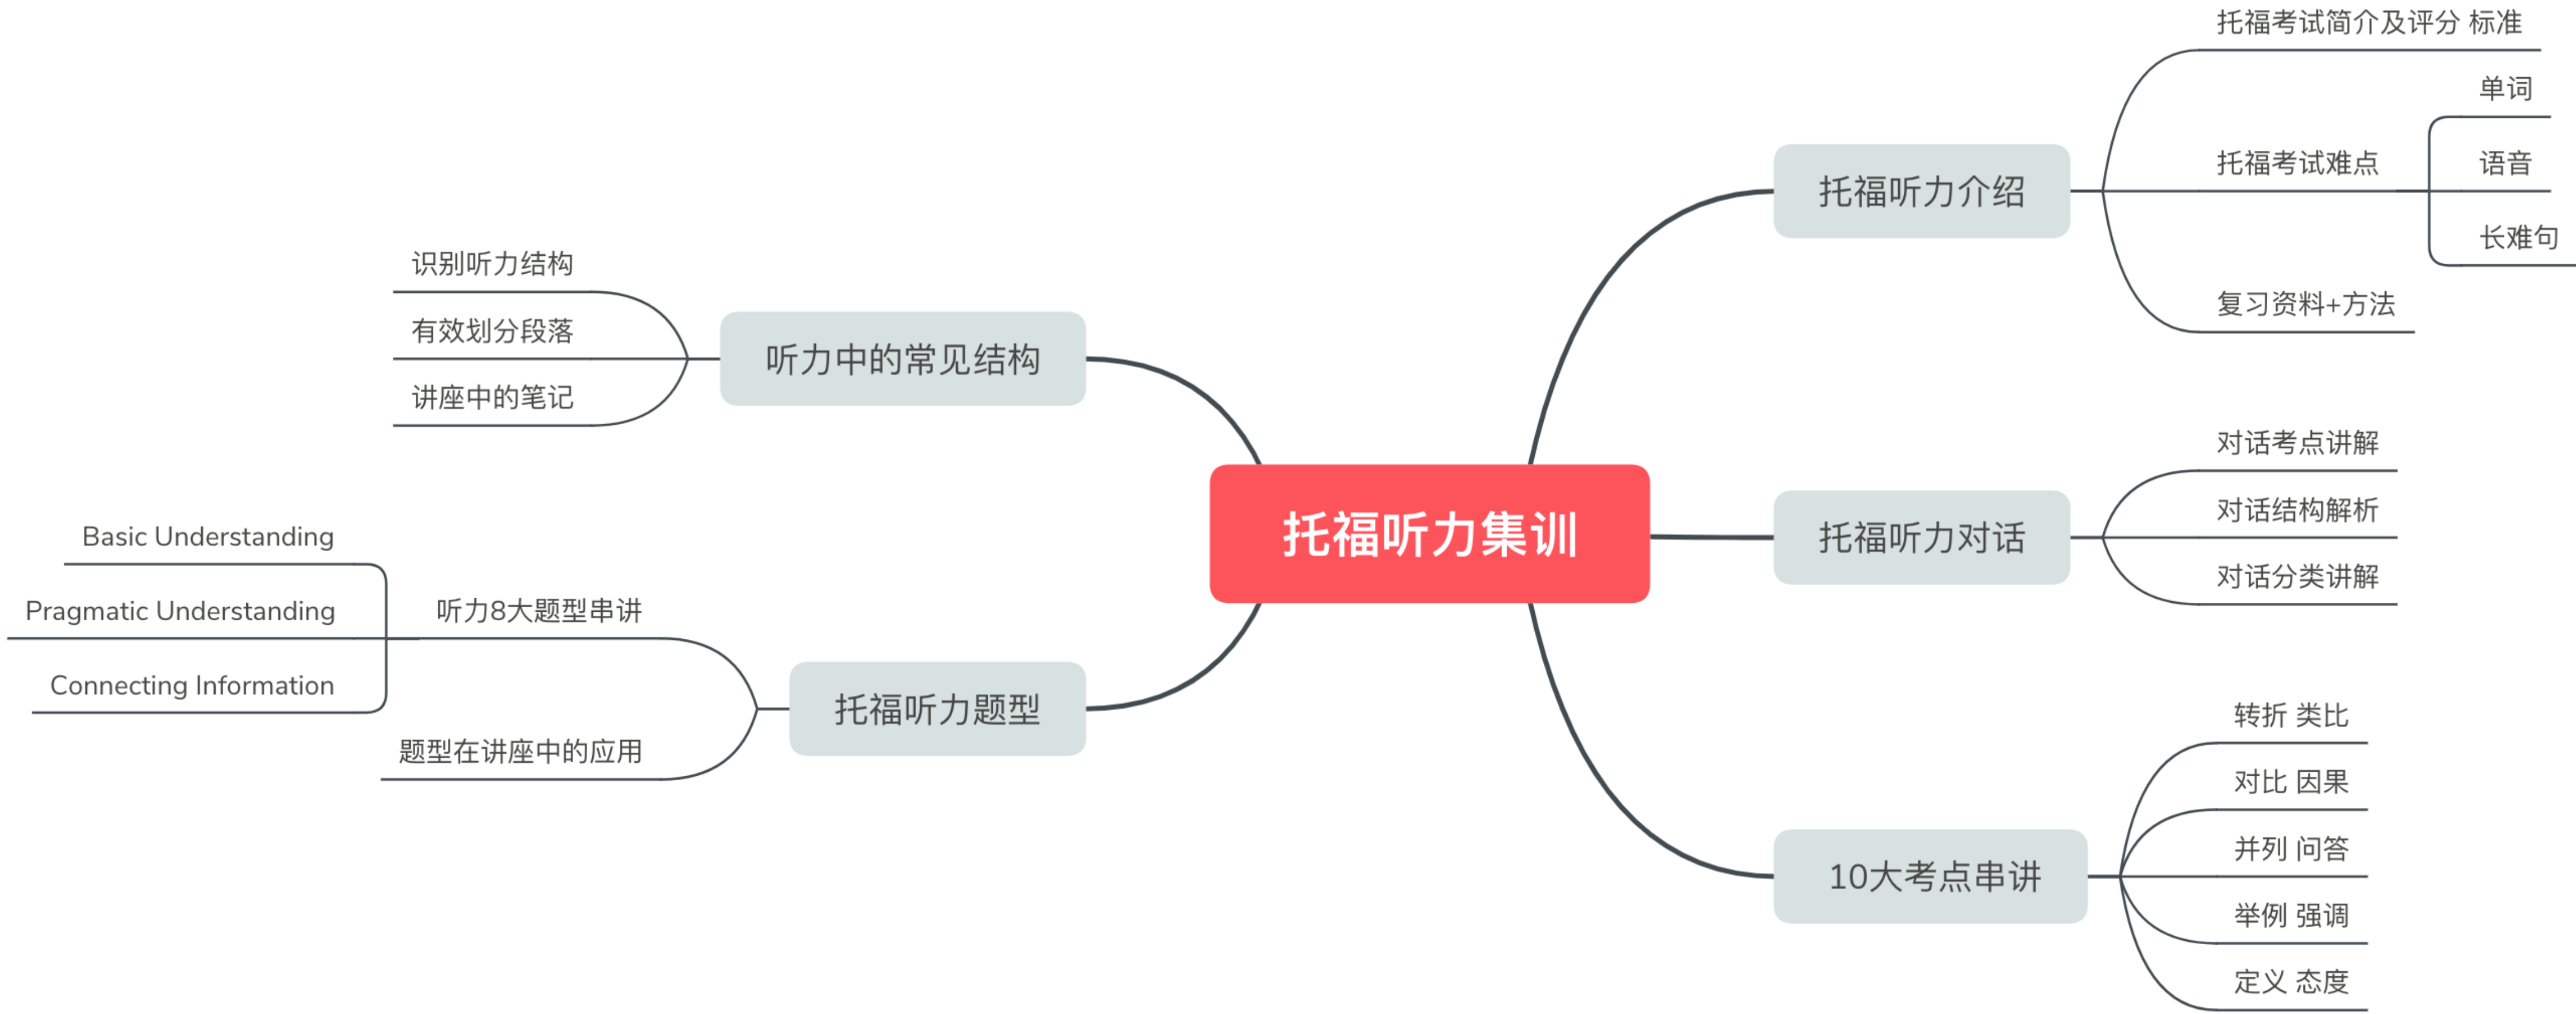 托福听力集训
托福听力介绍
托福考试简介及评分 标准
托福考试难点
单词
语音
长难句
复习资料+方法
托福听力对话
对话考点讲解
对话结构解析
对话分类讲解
10大考点串讲
转折 类比
对比 因果
并列 问答
举例 强调
定义 态度
听力中的常见结构
识别听力结构
有效划分段落
讲座中的笔记
托福听力题型
听力8大题型串讲
Basic Understanding
Pragmatic Understanding
Connecting Information
题型在讲座中的应用